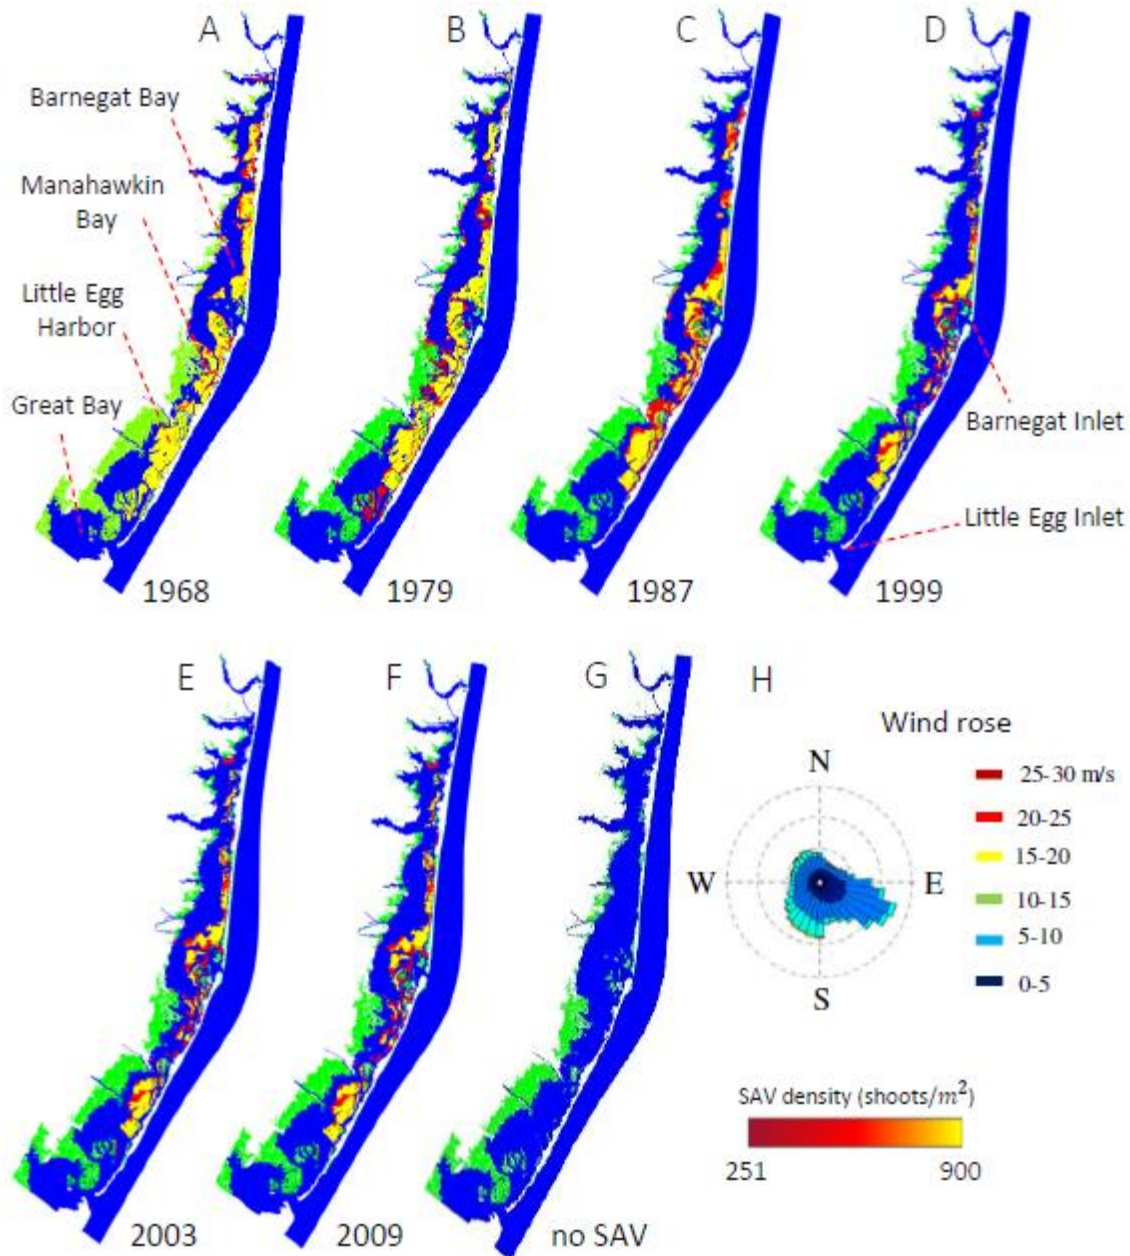 A
B
C
D
Barnegat Bay
Manahawkin
Bay
Little Egg
Harbor
Great Bay
Barnegat Inlet
Little Egg Inlet
1968
1979
1987
1999
E
F
G
H
Wind rose
N
W
E
S
25-30 m/s
20-25
15-20
10-15
5-10
0-5
SAV density (shoots/m²)
251
900
2003
2009
no SAV